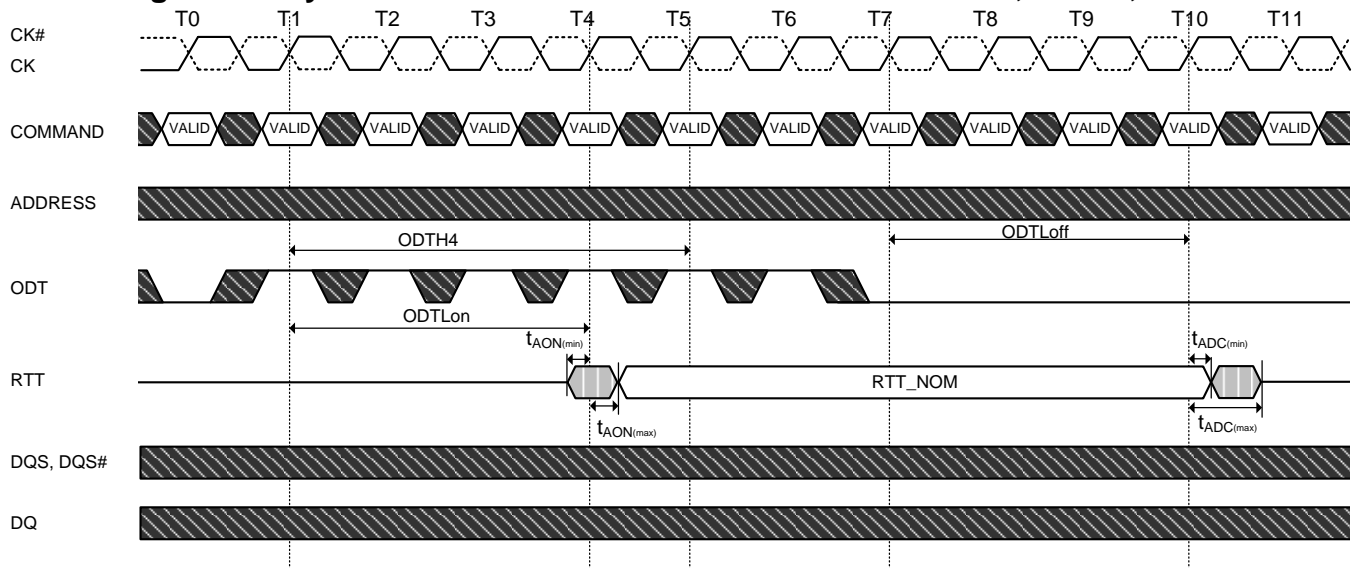 T0 T1 T2 T3 T4 T5 T6 T7 T8 T9 T10 T11
CK#
CK
COMMAND VALID VALID VALID VALID VALID VALID VALID VALID VALID VALID VALID VALID
ADDRESS
ODTH4 ODTLoff
ODT
ODTLon
tAON(min) tADC(min)
RTT RTT_NOM
tAON(max) tADC(max)
DQS, DQS#
DQ